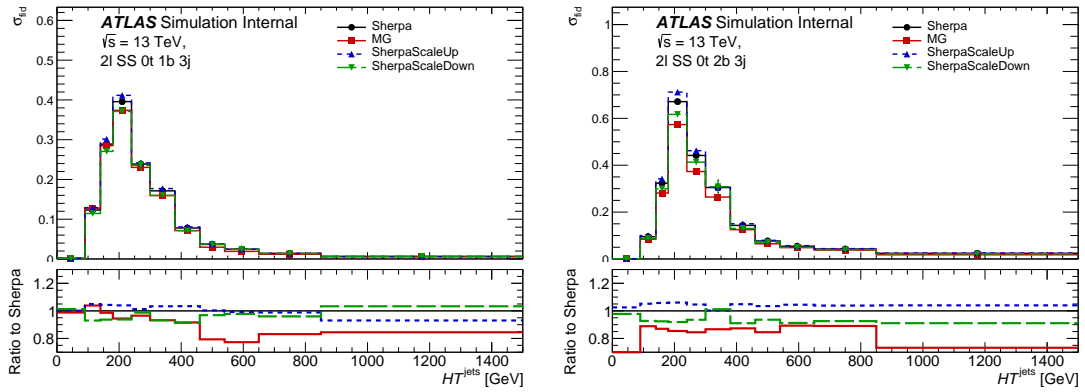 σfid
ATLAS Simulation Internal
√s = 13 TeV,
2l SS 0t 1b 3j
Sherpa
MG
SherpaScaleUp
SherpaScaleDown
0.6
0.5
0.4
0.3
0.2
0.1
0
Ratio to Sherpa
1.2
1
0.8
0 200 400 600 800 1000 1200 1400
HT^jets [GeV]
σfid
ATLAS Simulation Internal
√s = 13 TeV,
2l SS 0t 2b 3j
Sherpa
MG
SherpaScaleUp
SherpaScaleDown
1
0.8
0.6
0.4
0.2
0
Ratio to Sherpa
1.2
1
0.8
0 200 400 600 800 1000 1200 1400
HT^jets [GeV]